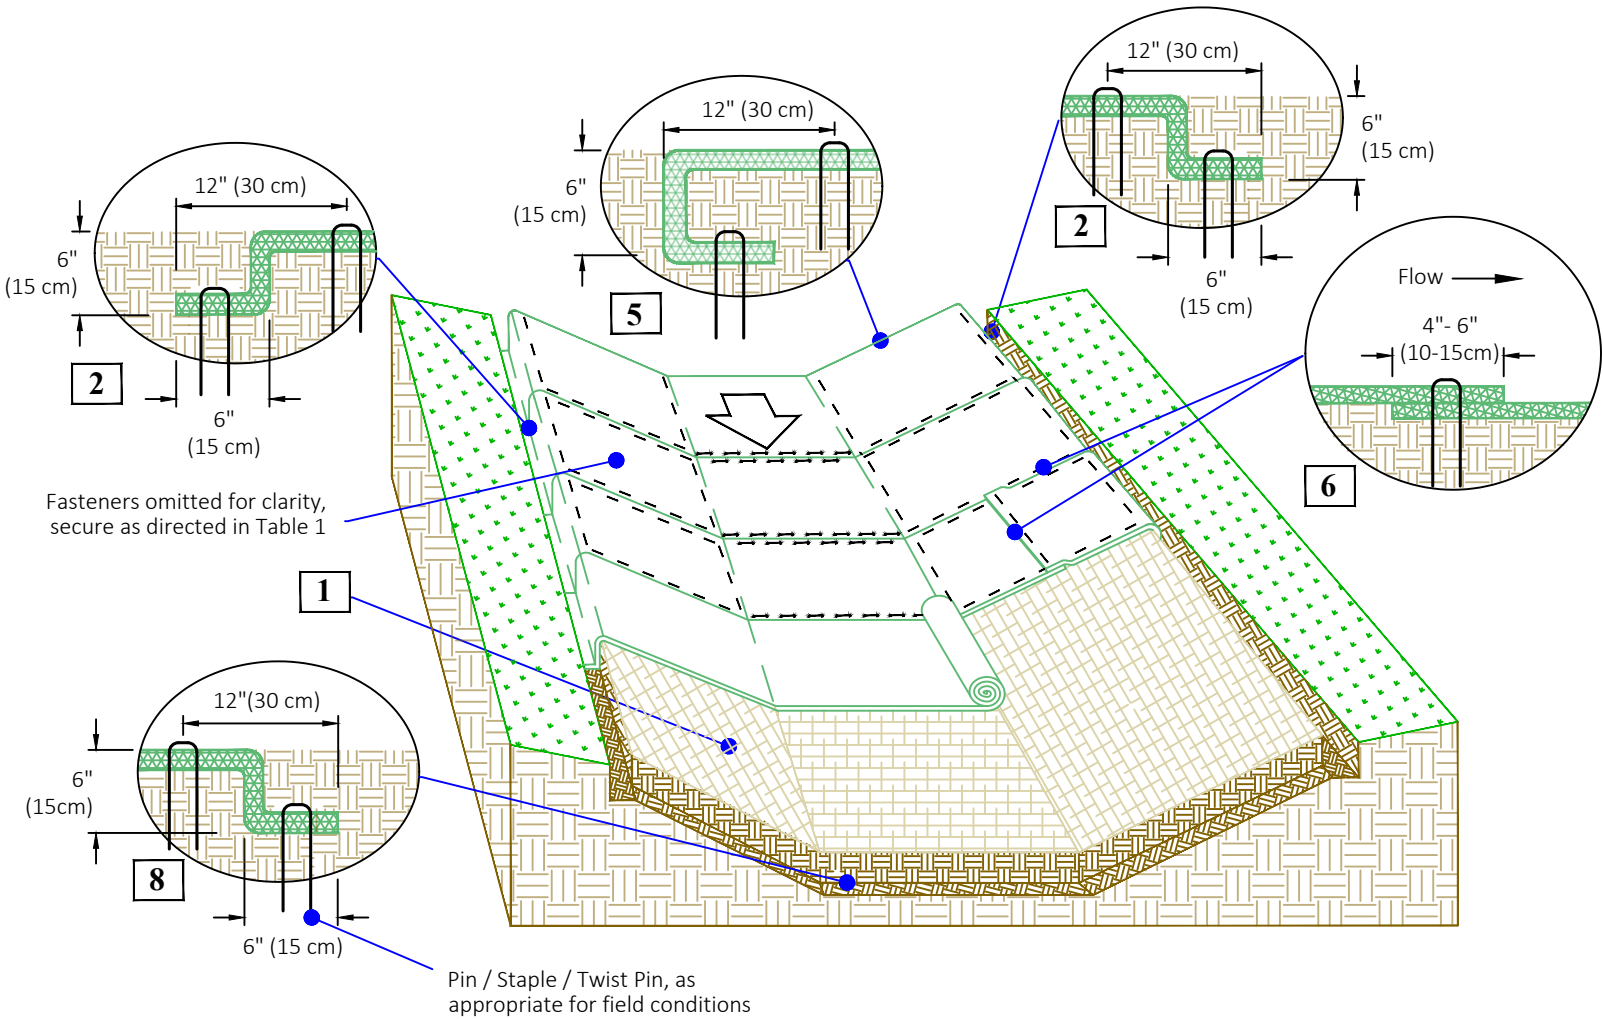 12" (30 cm)
6"
(15 cm)
2
6"
(15 cm)
12" (30 cm)
6"
(15 cm)
5
12" (30 cm)
6"
(15 cm)
2
6"
(15 cm)
Flow
4"- 6"
(10-15cm)
6
Fasteners omitted for clarity,
secure as directed in Table 1
1
12"(30 cm)
6"
(15cm)
8
6" (15 cm)
Pin / Staple / Twist Pin, as
appropriate for field conditions